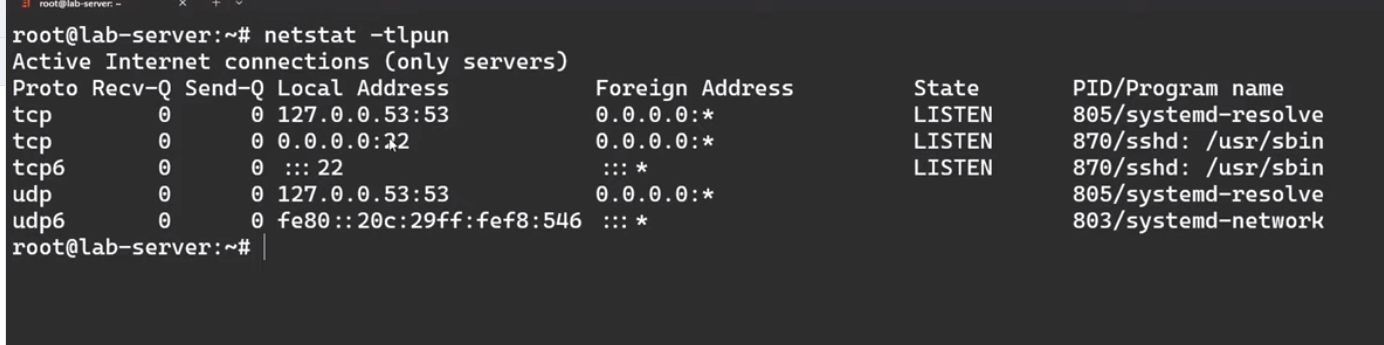 root@lab-server: ~
root@lab-server:~# netstat -tlpun
Active Internet connections (only servers)
Proto Recv-Q Send-Q Local Address Foreign Address State PID/Program name
tcp 0 0 127.0.0.53:53 0.0.0.0:* LISTEN 805/systemd-resolve
tcp 0 0 0.0.0.0:22 0.0.0.0:* LISTEN 870/sshd: /usr/sbin
tcp6 0 0 :::22 :::* LISTEN 870/sshd: /usr/sbin
udp 0 0 127.0.0.53:53 0.0.0.0:* 805/systemd-resolve
udp6 0 0 fe80::20c:29ff:fef8:546 :::* 803/systemd-network
root@lab-server:~#